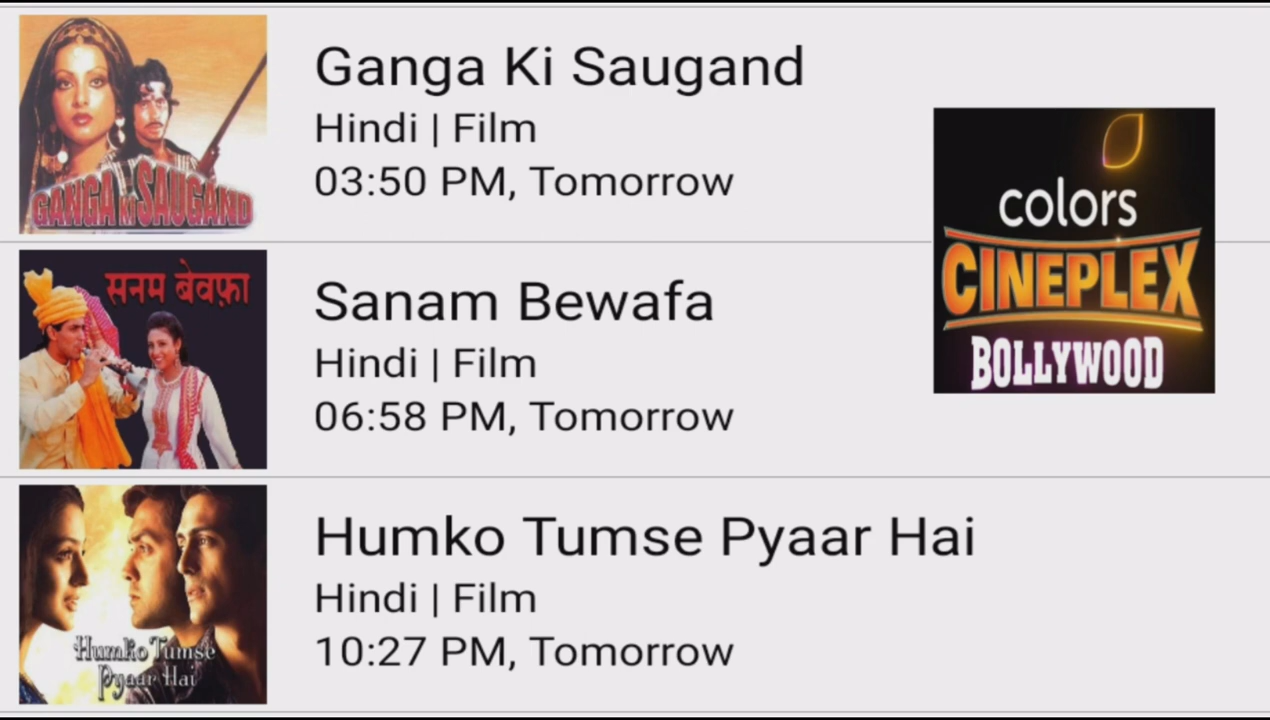 GANGA KI SAUGAND
Ganga Ki Saugand
Hindi | Film
03:50 PM, Tomorrow
colors
CINEPLEX
BOLLYWOOD
सनम बेवफ़ा
Sanam Bewafa
Hindi | Film
06:58 PM, Tomorrow
Humko Tumse
Pyaar Hai
Humko Tumse Pyaar Hai
Hindi | Film
10:27 PM, Tomorrow